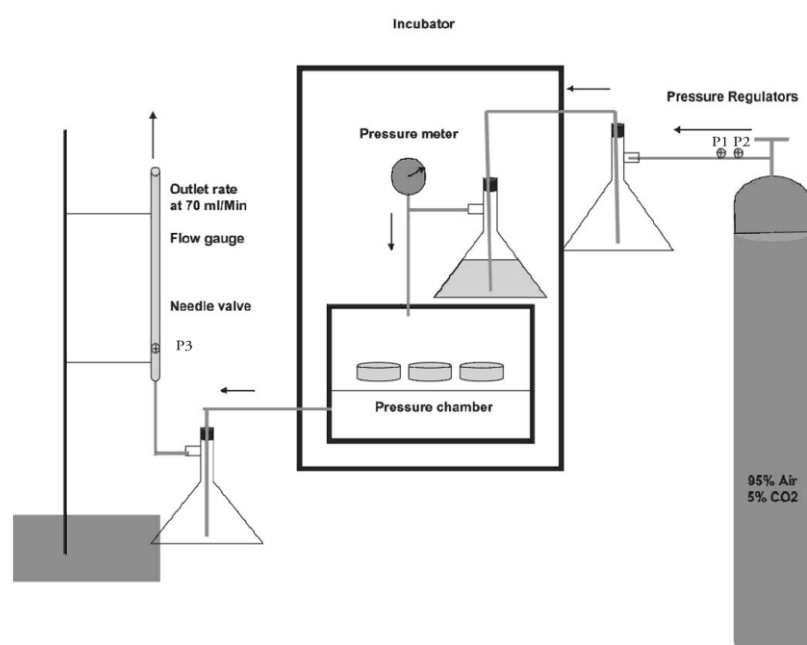 Incubator
Pressure Regulators
P1 P2
Pressure meter
Outlet rate
at 70 ml/Min
Flow gauge
Needle valve
P3
Pressure chamber
95% Air
5% CO2